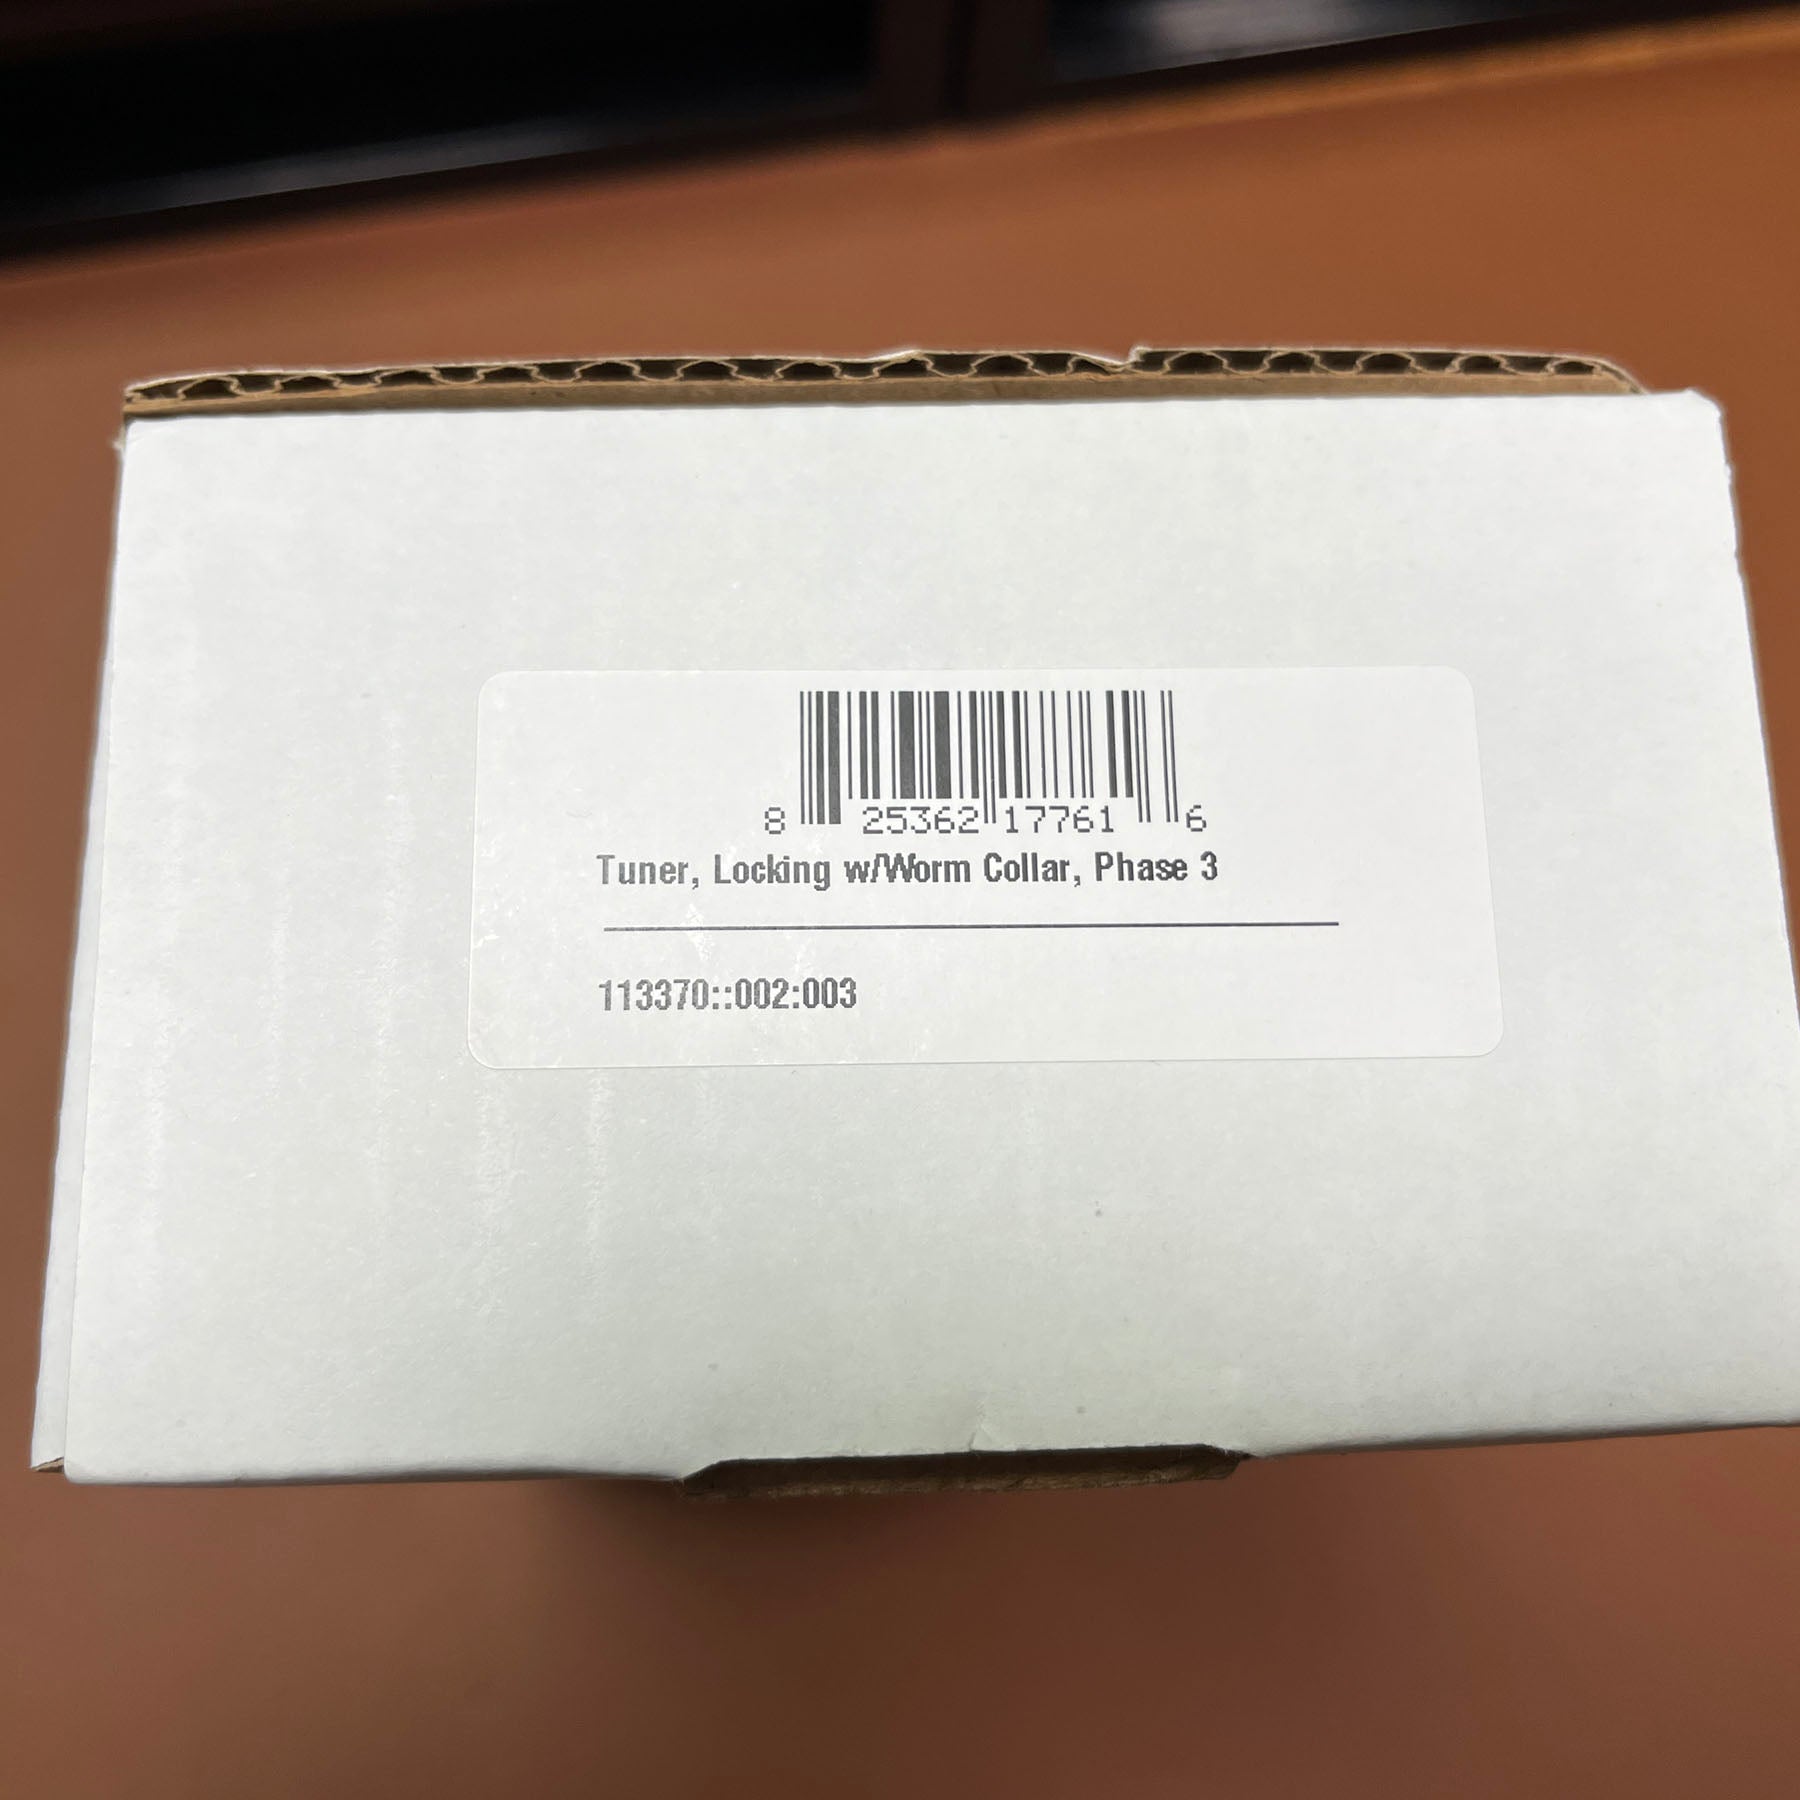 8 25362 17761 6
Tuner, Locking w/Worm Collar, Phase 3
113370::002:003